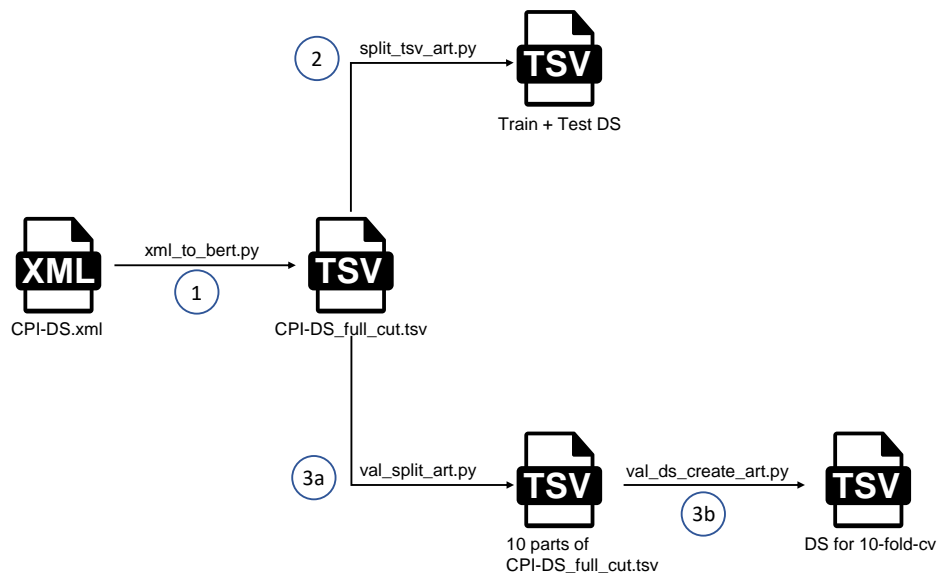 2
split_tsv_art.py
TSV
Train + Test DS
XML
CPI-DS.xml
xml_to_bert.py
1
TSV
CPI-DS_full_cut.tsv
3a
val_split_art.py
TSV
10 parts of
CPI-DS_full_cut.tsv
val_ds_create_art.py
3b
TSV
DS for 10-fold-cv